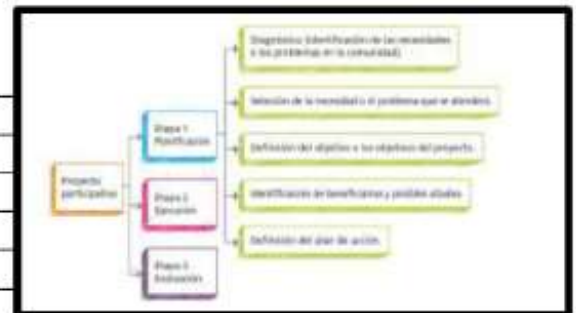 Proyecto
participativo
Etapa 1
Planificación
Etapa 2
Ejecución
Etapa 3
Evaluación
Diagnóstico (identificación de las necesidades
o los problemas en la comunidad).
Selección de la necesidad o el problema que se atenderá.
Definición del objetivo o los objetivos del proyecto.
Identificación de beneficiarios y posibles aliados.
Definición del plan de acción.